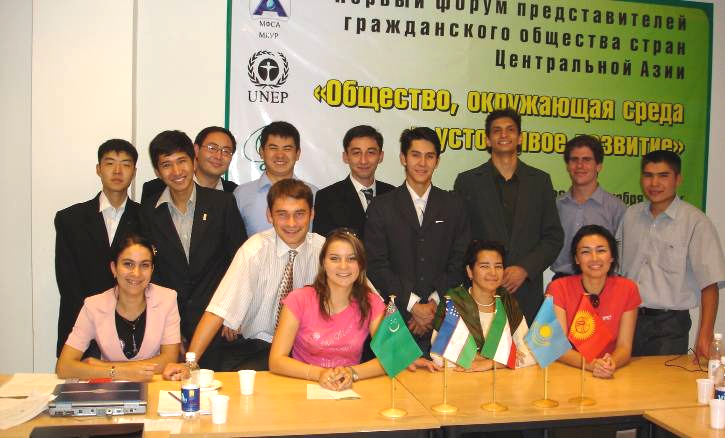 МФСА
МКУР
UNEP
первый форум представителей
гражданского общества стран
Центральной Азии
«Общество, окружающая среда
устойчивое развитие»